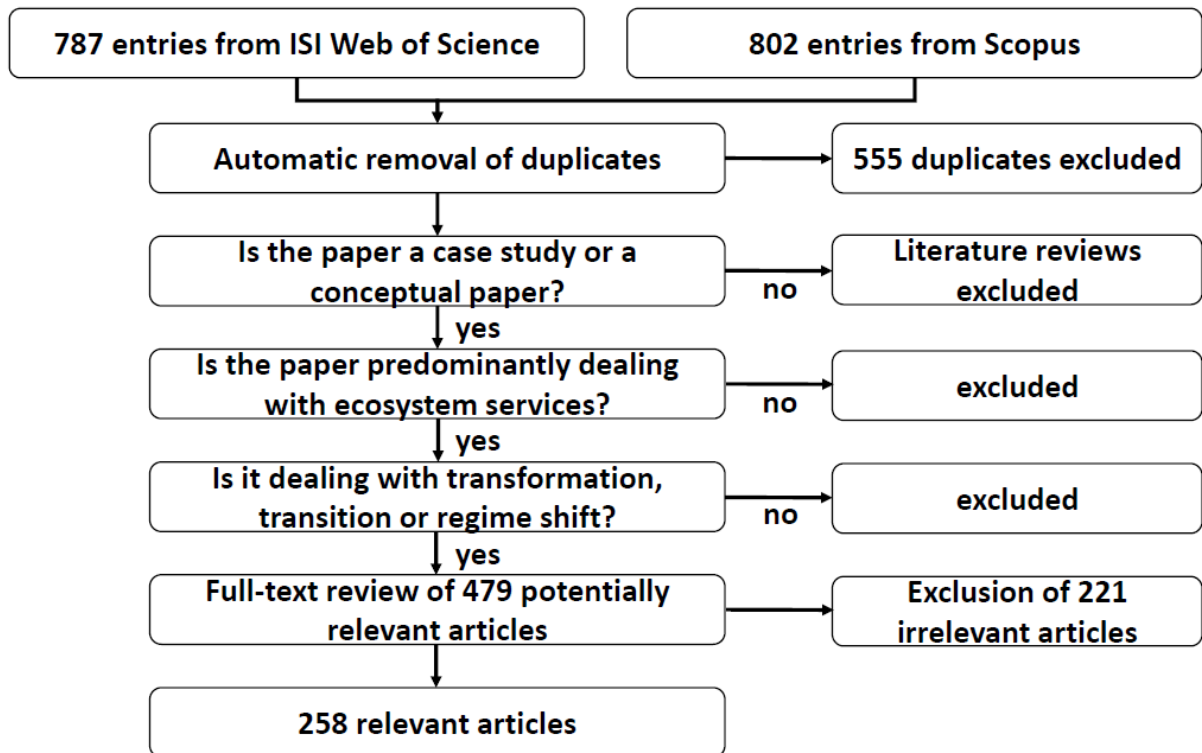 787 entries from ISI Web of Science
802 entries from Scopus
Automatic removal of duplicates
555 duplicates excluded
Is the paper a case study or a
conceptual paper?
no
Literature reviews
excluded
yes
Is the paper predominantly dealing
with ecosystem services?
no
excluded
yes
Is it dealing with transformation,
transition or regime shift?
no
excluded
yes
Full-text review of 479 potentially
relevant articles
Exclusion of 221
irrelevant articles
258 relevant articles